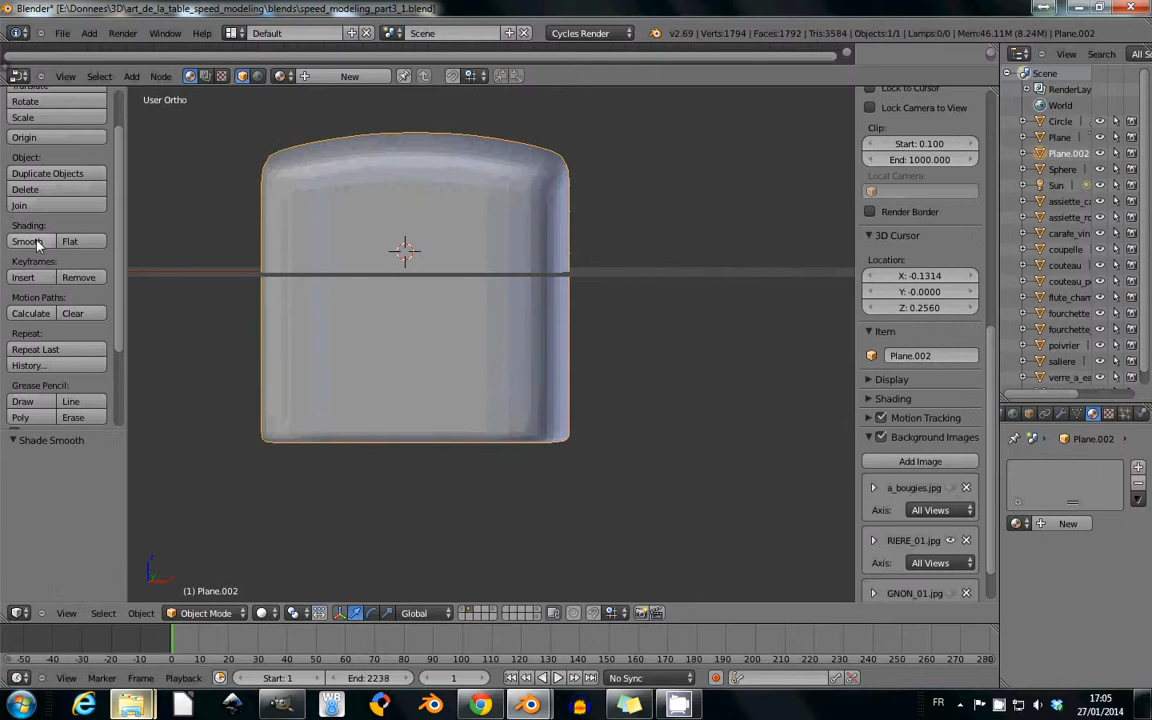 Blender* [E:\Donnees\3D\art_de_la_table_speed_modeling\blends\speed_modeling_part3_1.blend]
File Add Render Window Help Default Scene Cycles Render v2.69 | Verts:1794 | Faces:1792 | Tris:3584 | Objects:1/1 | Lamps:0/0 | Mem:46.11M (8.24M) | Plane.002
View Search All S
View Select Add Node New
Rotate
Scale
Origin
Object:
Duplicate Objects
Delete
Join
Shading:
Smooth Flat
Keyframes:
Insert Remove
Motion Paths:
Calculate Clear
Repeat:
Repeat Last
History...
Grease Pencil:
Draw Line
Poly Erase
Shade Smooth
User Ortho
(1) Plane.002
Lock to Cursor
Lock Camera to View
Clip:
Start: 0.100
End: 1000.000
Local Camera:
Render Border
3D Cursor
Location:
X: -0.1314
Y: -0.0000
Z: 0.2560
Item
Plane.002
Display
Shading
Motion Tracking
Background Images
Add Image
a_bougies.jpg
Axis: All Views
RIERE_01.jpg
Axis: All Views
GNON_01.jpg
Scene
RenderLay
World
Circle
Plane
Plane.002
Sphere
Sun
assiette_ca
assiette_ro
carafe_vin
coupelle
couteau
couteau_p
flute_cham
fourchette
fourchette_
poivrier
saliere
verre_a_ea
Plane.002
New
View Select Object Object Mode Global
-50 -40 -30 -20 -10 0 10 20 30 40 50 60 70 80 90 100 110 120 130 140 150 160 170 180 190 200 210 220 230 240 250 260 270 280
View Marker Frame Playback Start: 1 End: 2238 1 No Sync
WB
8
FR
17:05
27/01/2014